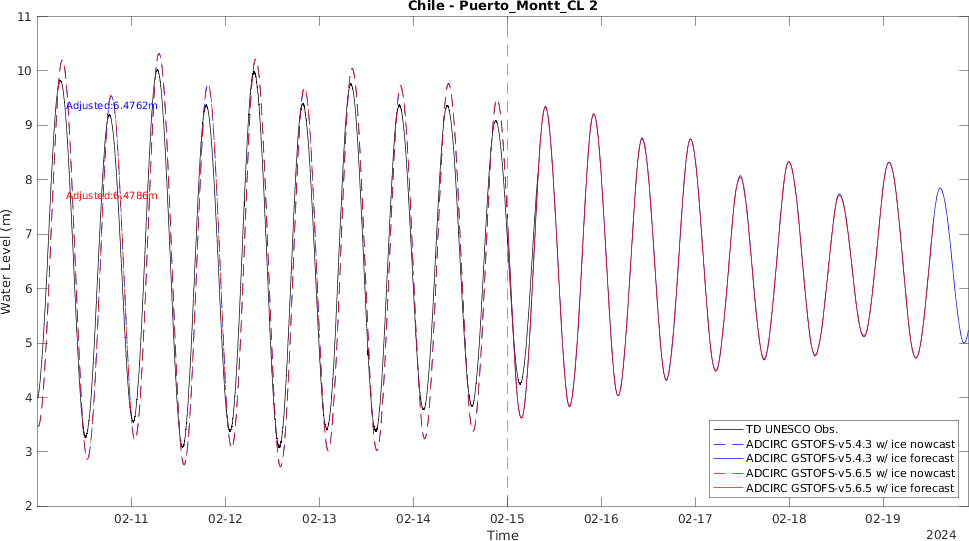 Chile - Puerto_Montt_CL 2
11
10
9
8
7
6
5
4
3
2
Water Level (m)
Adjusted:6.4762m
Adjusted:6.4786m
TD UNESCO Obs.
ADCIRC GSTOFS-v5.4.3 w/ ice nowcast
ADCIRC GSTOFS-v5.4.3 w/ ice forecast
ADCIRC GSTOFS-v5.6.5 w/ ice nowcast
ADCIRC GSTOFS-v5.6.5 w/ ice forecast
02-11 02-12 02-13 02-14 02-15 02-16 02-17 02-18 02-19
Time
2024